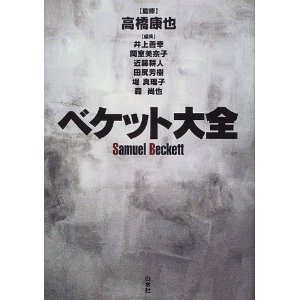 【監修】
高橋康也
【編集】
井上善幸
岡室美奈子
近藤耕人
田尻芳樹
堀 真理子
森 尚也
ベケット大全
Samuel Beckett
白水社